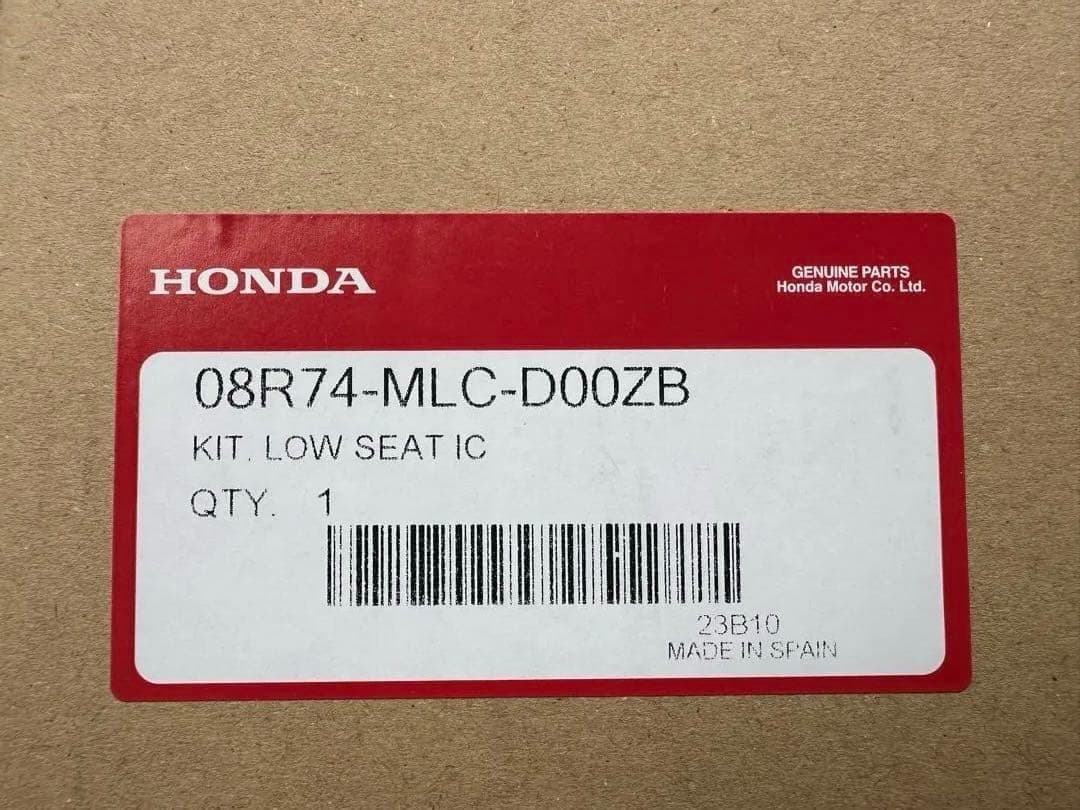 HONDA
GENUINE PARTS
Honda Motor Co. Ltd.
08R74-MLC-D00ZB
KIT, LOW SEAT IC
QTY. 1
23B10
MADE IN SPAIN